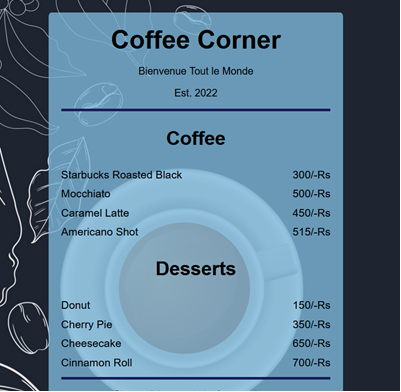 Coffee Corner
Bienvenue Tout le Monde
Est. 2022
Coffee
Starbucks Roasted Black 300/-Rs
Mocchiato 500/-Rs
Caramel Latte 450/-Rs
Americano Shot 515/-Rs
Desserts
Donut 150/-Rs
Cherry Pie 350/-Rs
Cheesecake 650/-Rs
Cinnamon Roll 700/-Rs